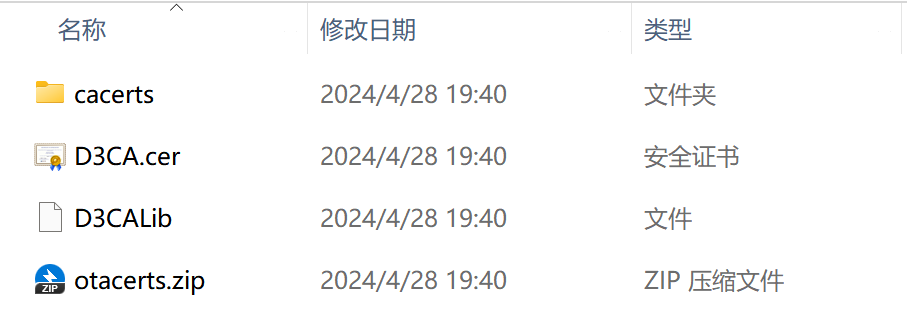 名称 修改日期 类型
cacerts 2024/4/28 19:40 文件夹
D3CA.cer 2024/4/28 19:40 安全证书
D3CALib 2024/4/28 19:40 文件
ZIP otacerts.zip 2024/4/28 19:40 ZIP 压缩文件